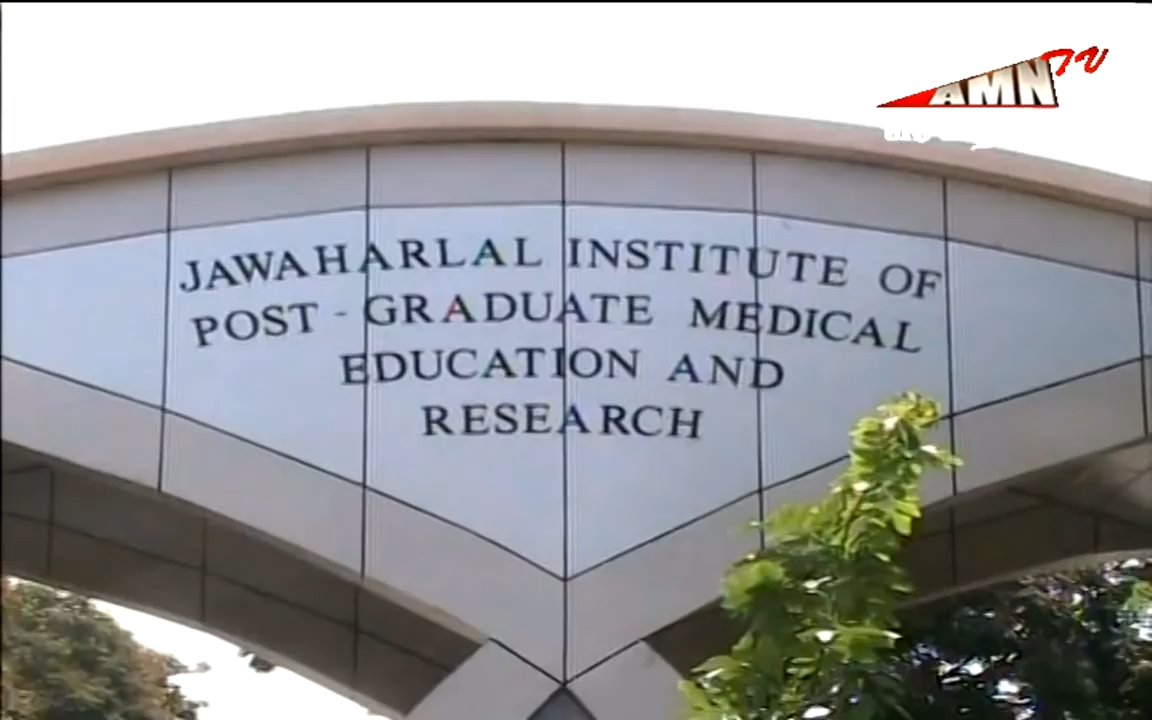 AMN TV
JAWAHARLAL INSTITUTE OF
POST-GRADUATE MEDICAL
EDUCATION AND
RESEARCH